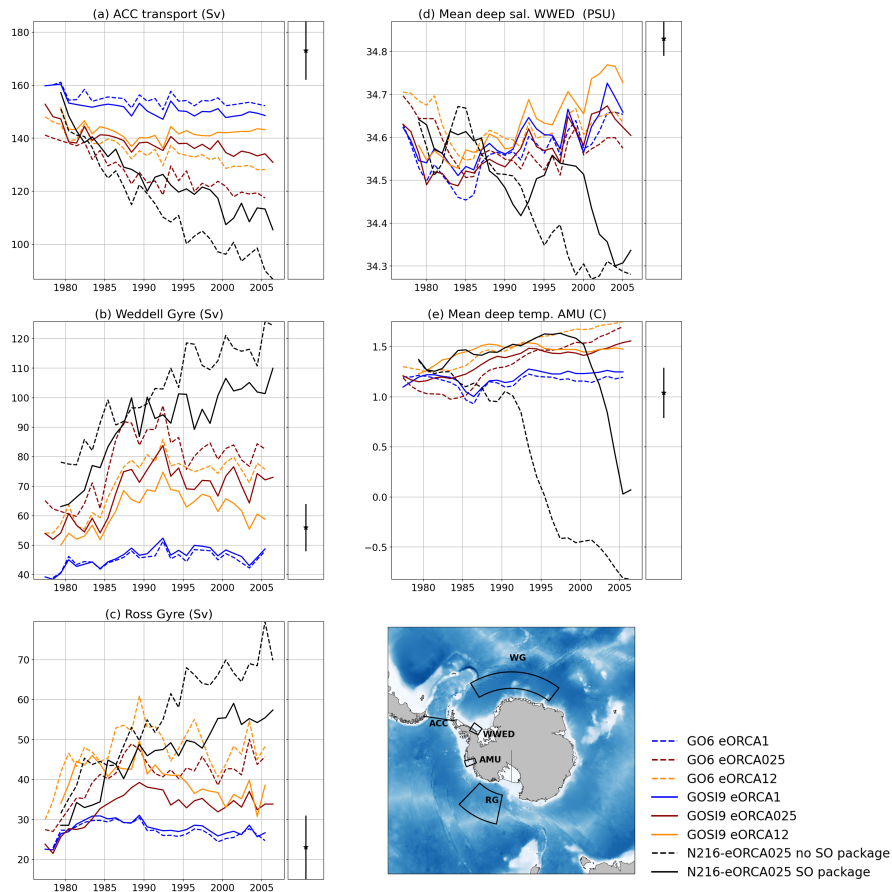 (a) ACC transport (Sv)
180
160
140
120
100
1980 1985 1990 1995 2000 2005
(d) Mean deep sal. WWED (PSU)
34.8
34.7
34.6
34.5
34.4
34.3
1980 1985 1990 1995 2000 2005
(b) Weddell Gyre (Sv)
120
110
100
90
80
70
60
50
40
1980 1985 1990 1995 2000 2005
(e) Mean deep temp. AMU (C)
1.5
1.0
0.5
0.0
−0.5
1980 1985 1990 1995 2000 2005
(c) Ross Gyre (Sv)
70
60
50
40
30
20
1980 1985 1990 1995 2000 2005
WG
ACC
WWED
AMU
RG
GO6 eORCA1
GO6 eORCA025
GO6 eORCA12
GOSI9 eORCA1
GOSI9 eORCA025
GOSI9 eORCA12
N216-eORCA025 no SO package
N216-eORCA025 SO package